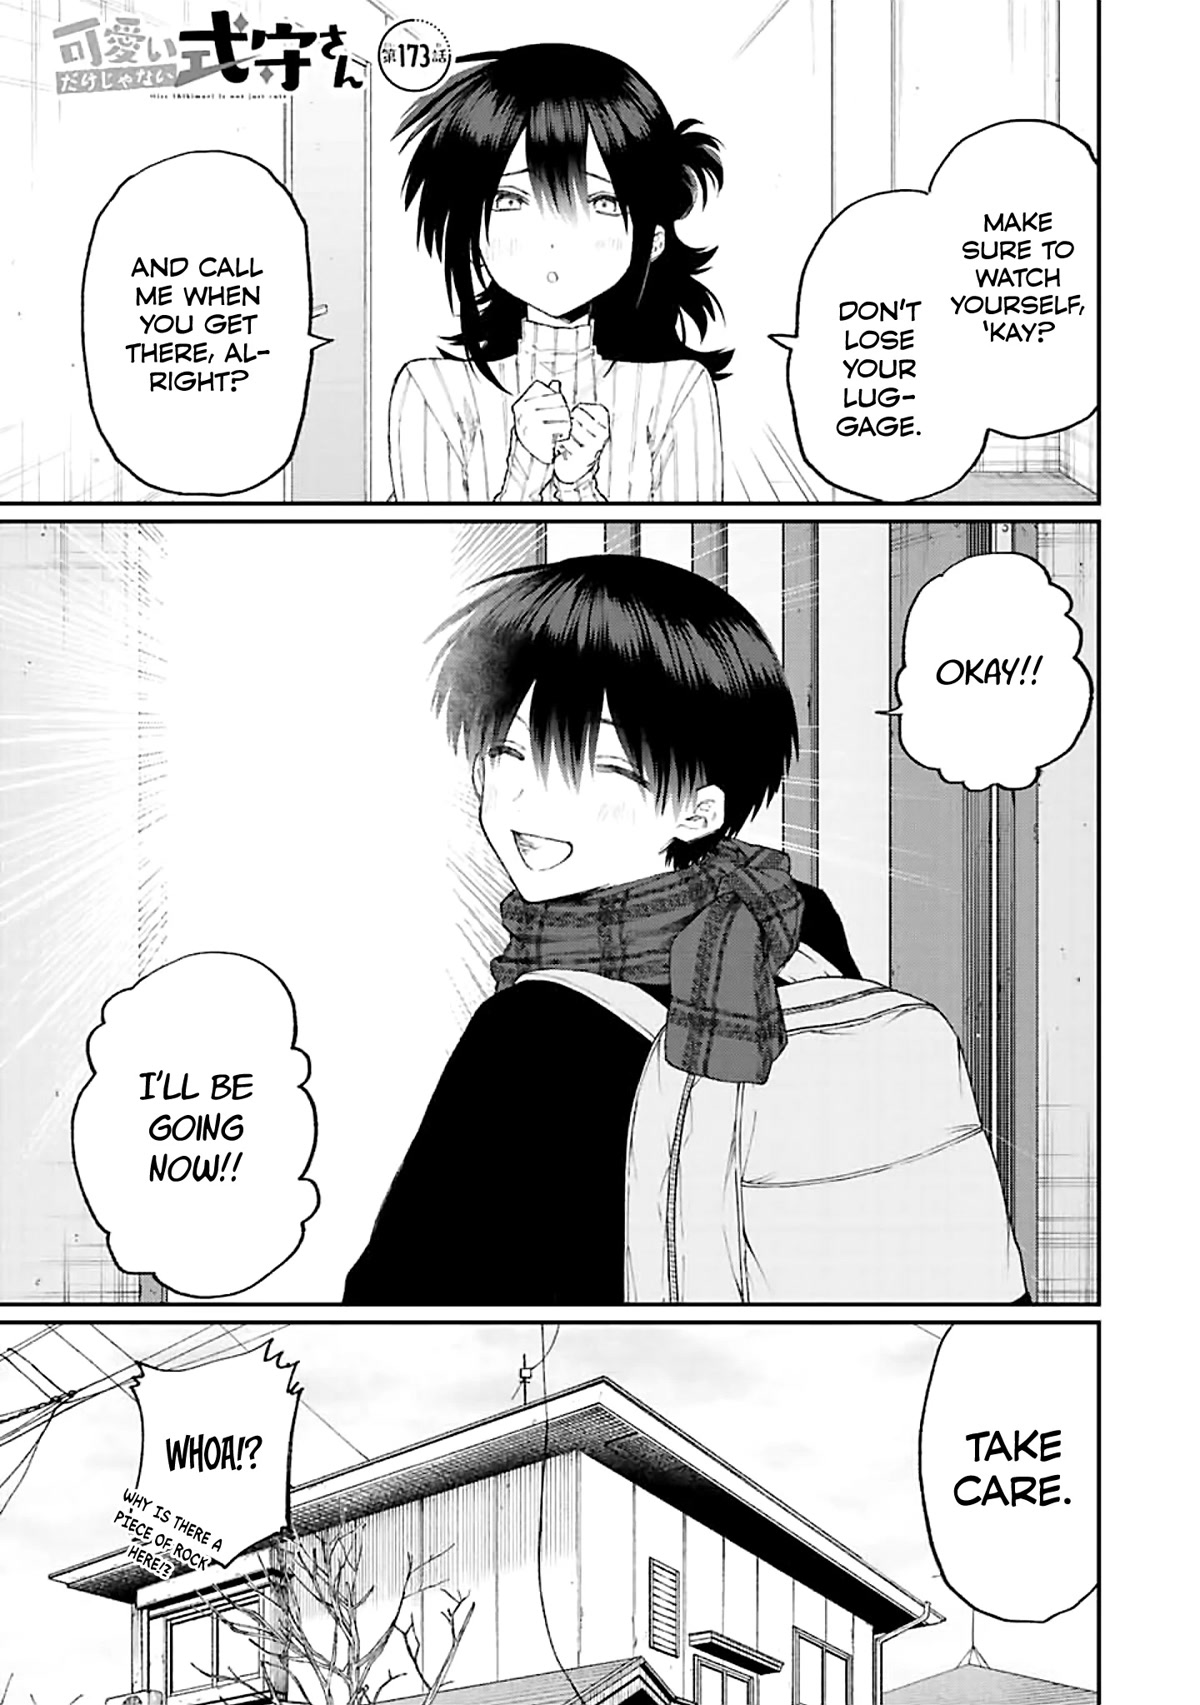 可愛い
だけじゃない
式守さん
Miss Shikimori is not just cute
第173話
MAKE
SURE TO
WATCH
YOURSELF,
'KAY?
DON'T
LOSE
YOUR
LUG-
GAGE.
AND CALL
ME WHEN
YOU GET
THERE, AL-
RIGHT?
OKAY!!
I'LL BE
GOING
NOW!!
TAKE
CARE.
WHOA!?
WHY IS THERE A
PIECE OF ROCK
HERE!?